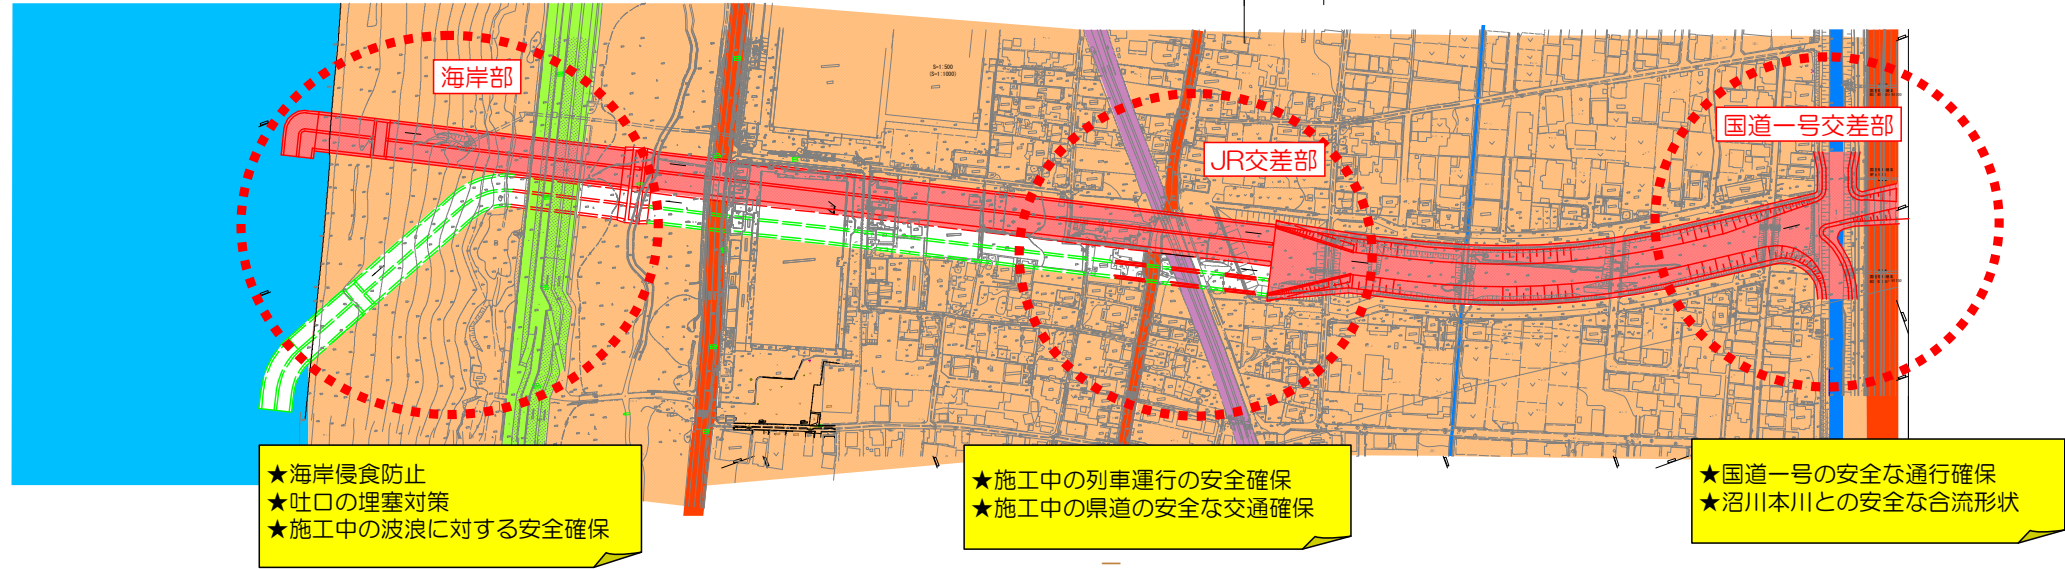 海岸部
S=1:500
(S=1:1000)
JR交差部
国道一号交差部
★海岸侵食防止
★吐口の埋塞対策
★施工中の波浪に対する安全確保
★施工中の列車運行の安全確保
★施工中の県道の安全な交通確保
★国道一号の安全な通行確保
★沼川本川との安全な合流形状